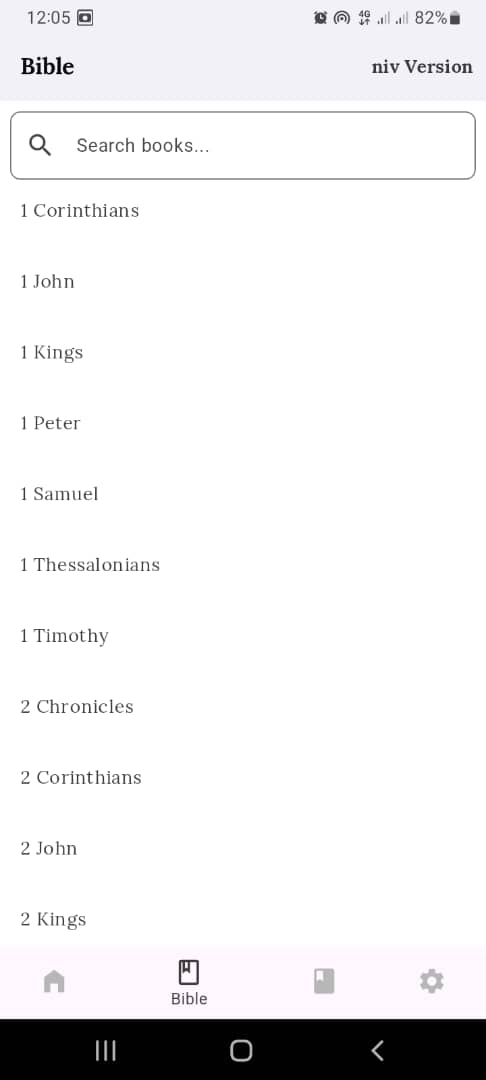 12:05
4G
82%
Bible
niv Version
Search books...
1 Corinthians
1 John
1 Kings
1 Peter
1 Samuel
1 Thessalonians
1 Timothy
2 Chronicles
2 Corinthians
2 John
2 Kings
Bible